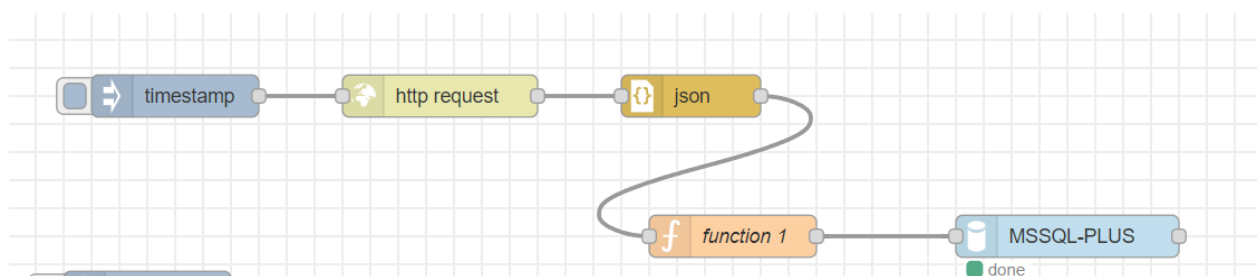 timestamp
http request
json
function 1
MSSQL-PLUS
done